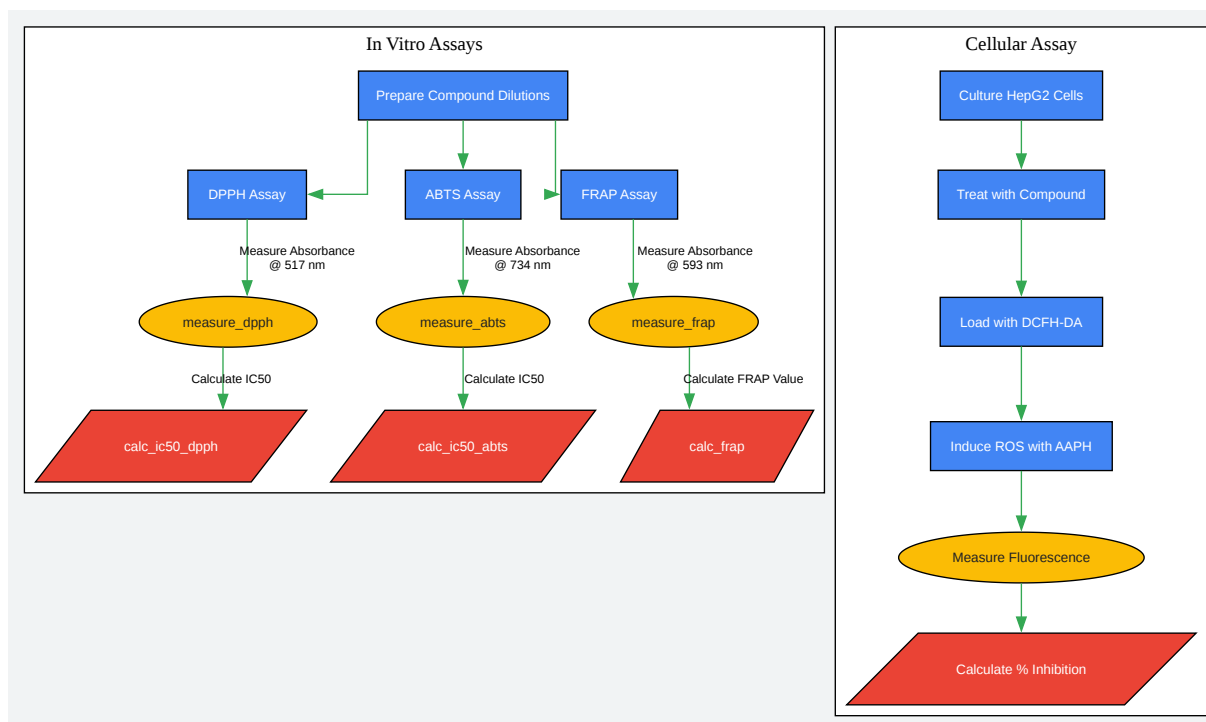 In Vitro Assays
Prepare Compound Dilutions
DPPH Assay
ABTS Assay
FRAP Assay
Measure Absorbance
@ 517 nm
Measure Absorbance
@ 734 nm
Measure Absorbance
@ 593 nm
measure_dpph
measure_abts
measure_frap
Calculate IC50
Calculate IC50
Calculate FRAP Value
calc_ic50_dpph
calc_ic50_abts
calc_frap
Cellular Assay
Culture HepG2 Cells
Treat with Compound
Load with DCFH-DA
Induce ROS with AAPH
Measure Fluorescence
Calculate % Inhibition